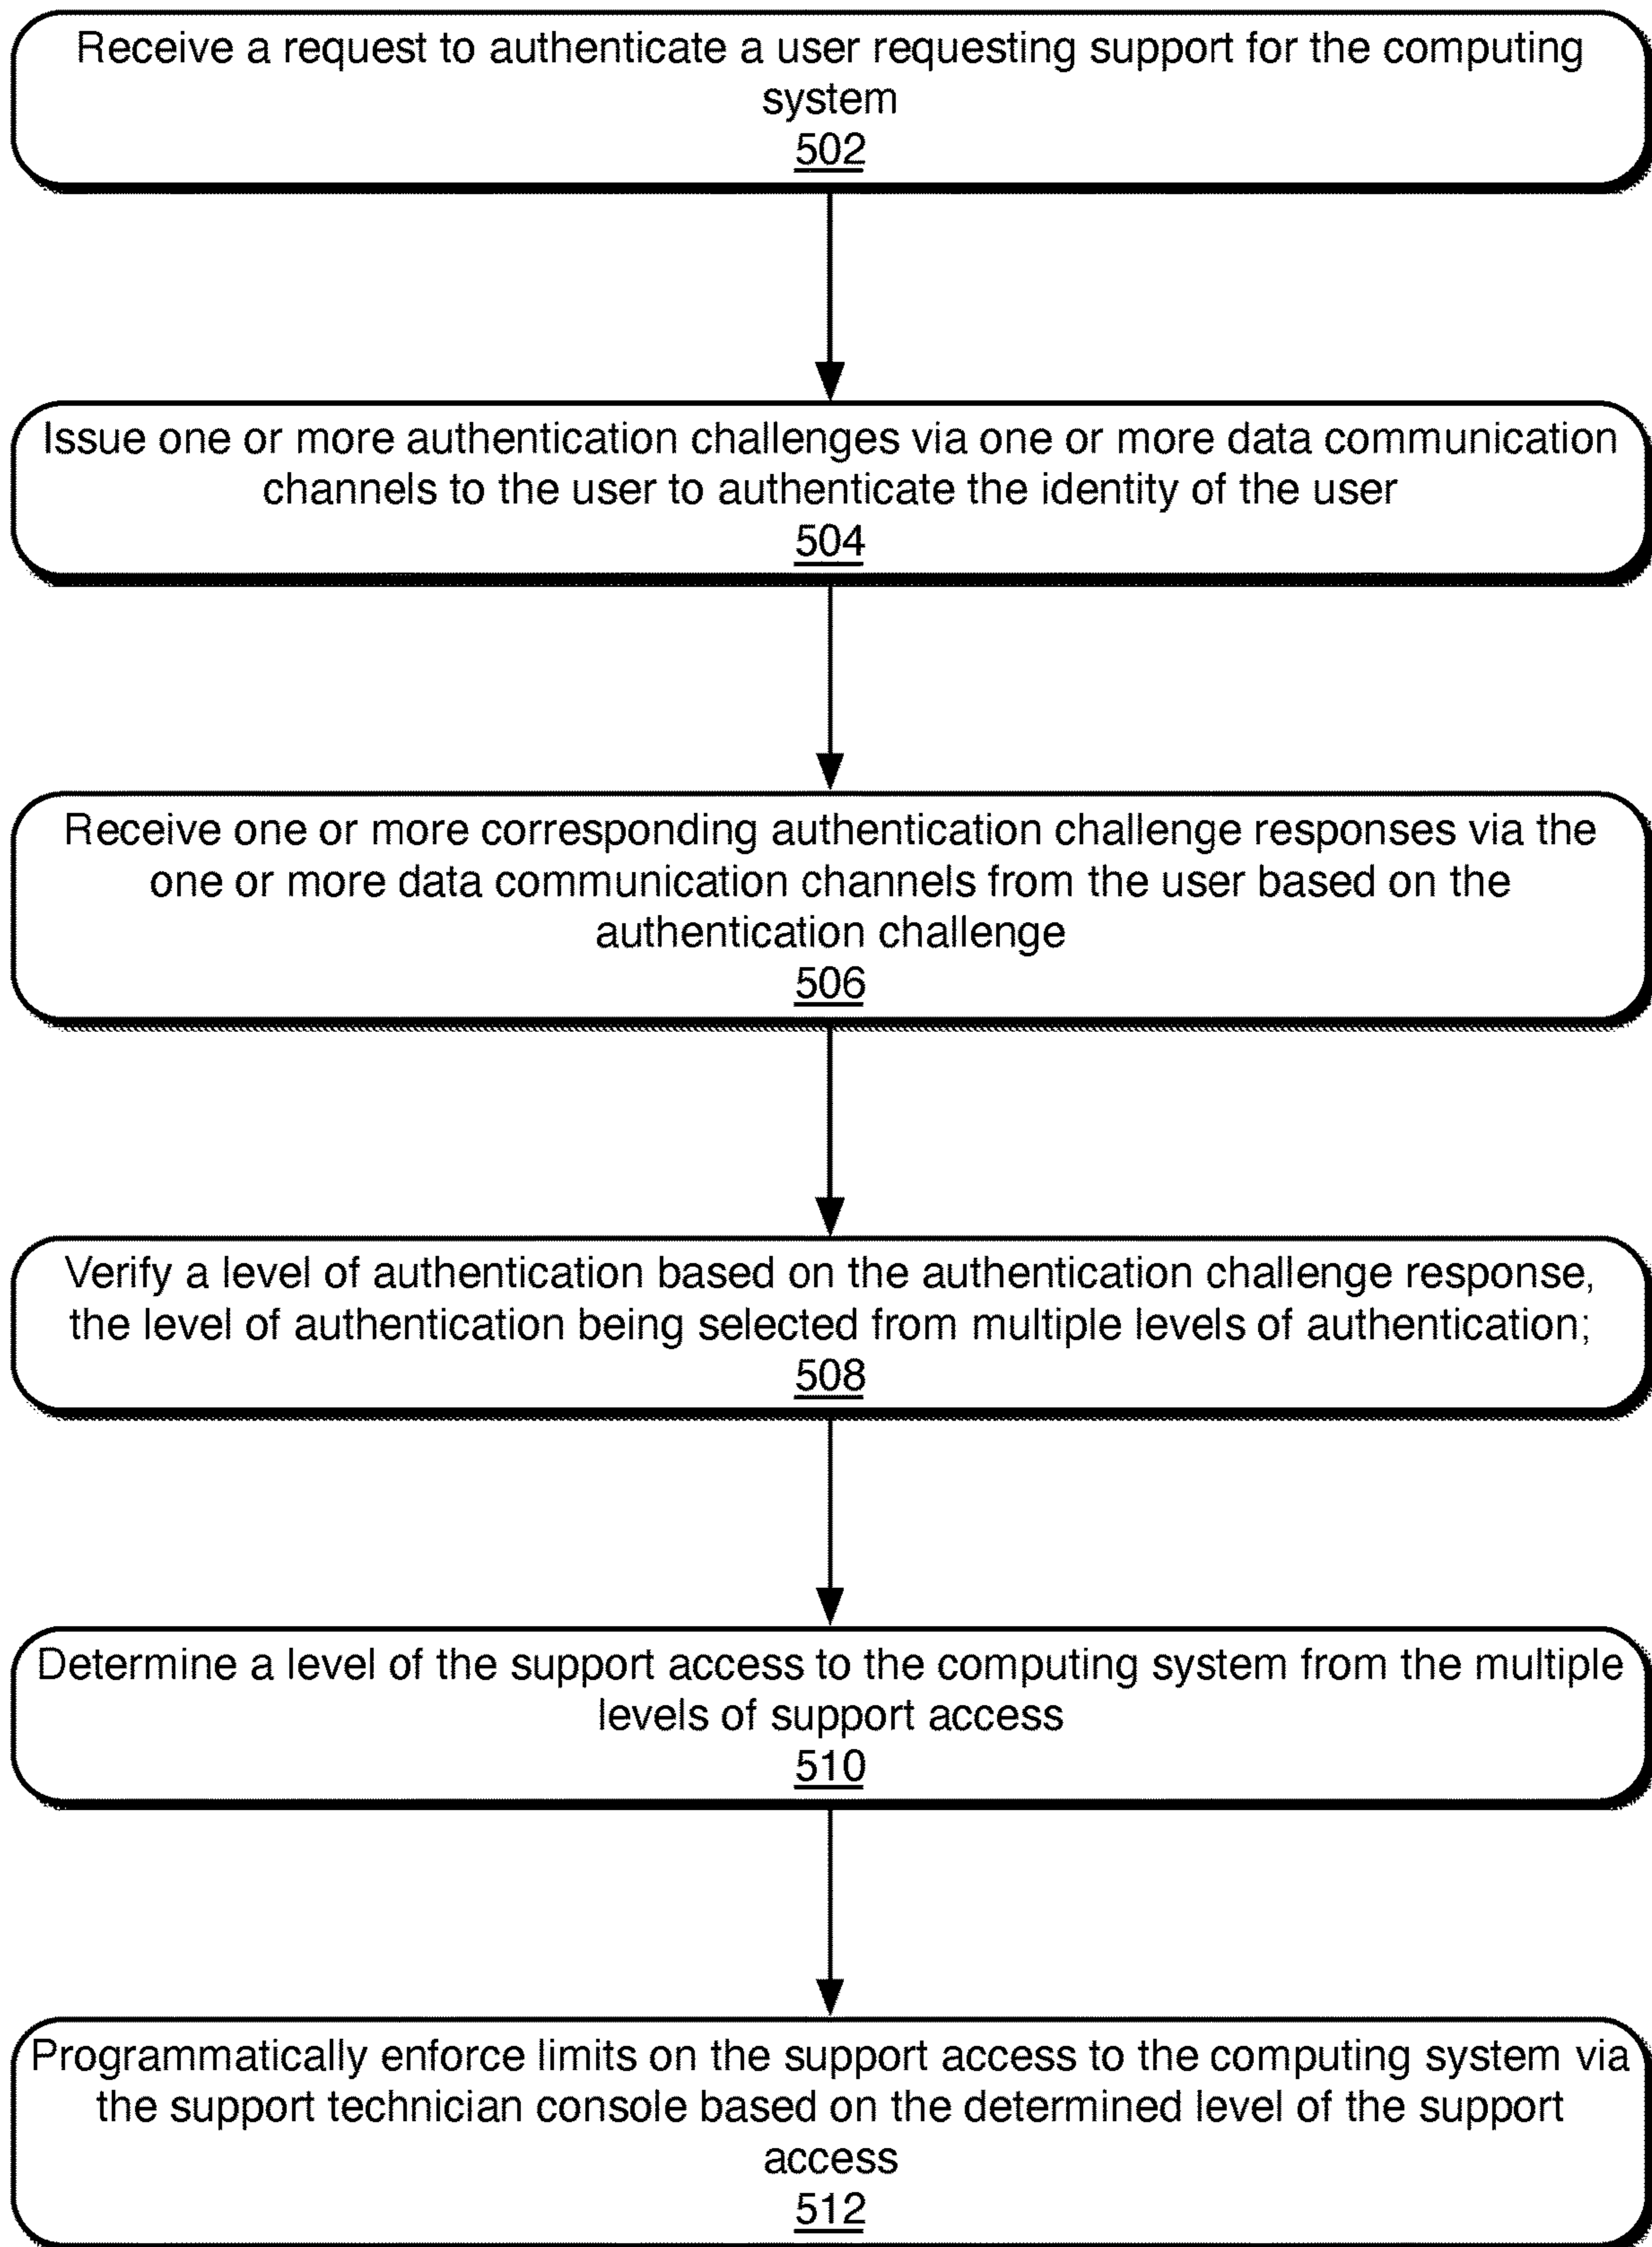 Receive a request to authenticate a user requesting support for the computing
system
502
Issue one or more authentication challenges via one or more data communication
channels to the user to authenticate the identity of the user
504
Receive one or more corresponding authentication challenge responses via the
one or more data communication channels from the user based on the
authentication challenge
506
Verify a level of authentication based on the authentication challenge response,
the level of authentication being selected from multiple levels of authentication;
508
Determine a level of the support access to the computing system from the multiple
levels of support access
510
Programmatically enforce limits on the support access to the computing system via
the support technician console based on the determined level of the support
access
512